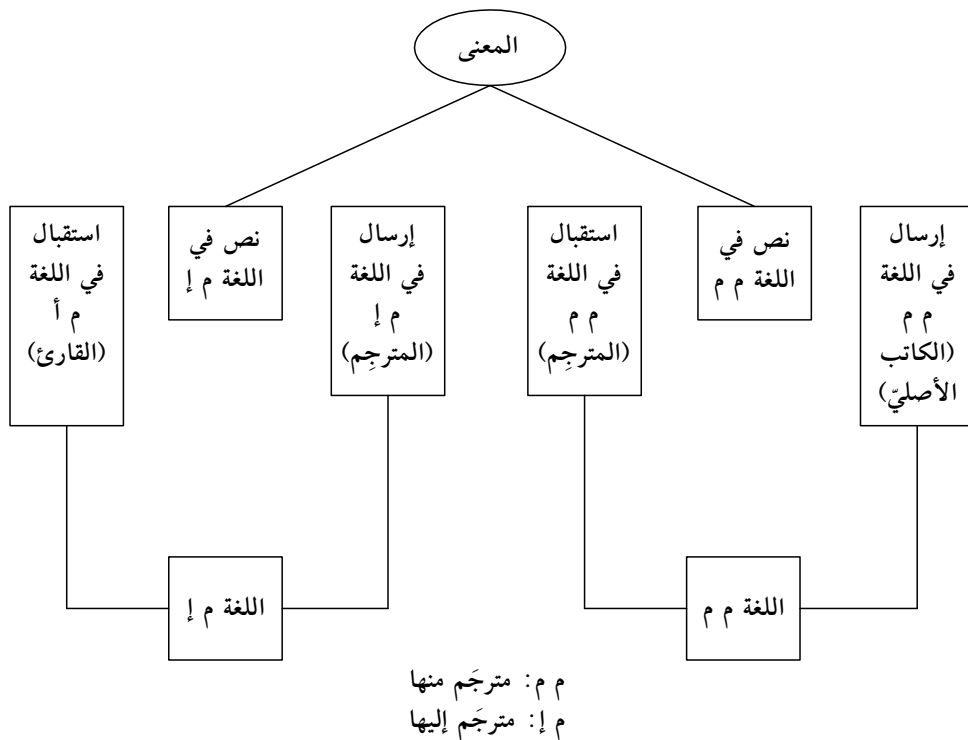 المعنى
إرسال
في اللغة
م م
(الكاتب
الأصليّ)
نص في
اللغة م م
استقبال
في اللغة
م م
(المترجِم)
إرسال
في اللغة
م إ
(المترجِم)
نص في
اللغة م إ
استقبال
في اللغة
م أ
(القارئ)
اللغة م م
اللغة م إ
م م: مترجَم منها
م إ: مترجَم إليها